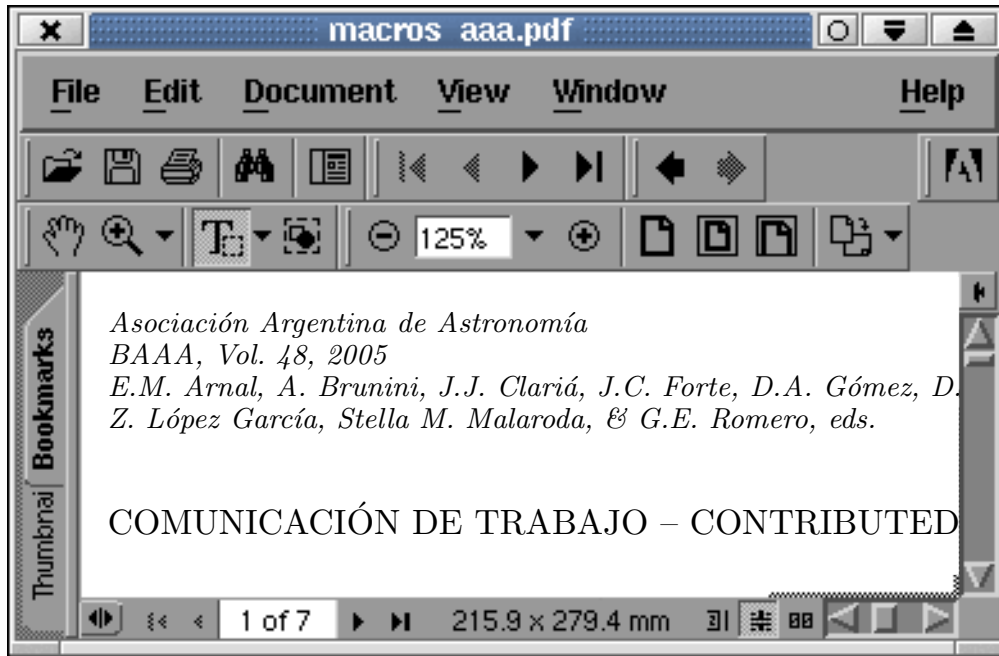 macros aaa.pdf
File Edit Document View Window Help
125%
Asociación Argentina de Astronomía
BAAA, Vol. 48, 2005
E.M. Arnal, A. Brunini, J.J. Clariá, J.C. Forte, D.A. Gómez, D.
Z. López García, Stella M. Malaroda, & G.E. Romero, eds.
COMUNICACIÓN DE TRABAJO – CONTRIBUTED
Bookmarks
Thumbnai
1 of 7 215.9 x 279.4 mm